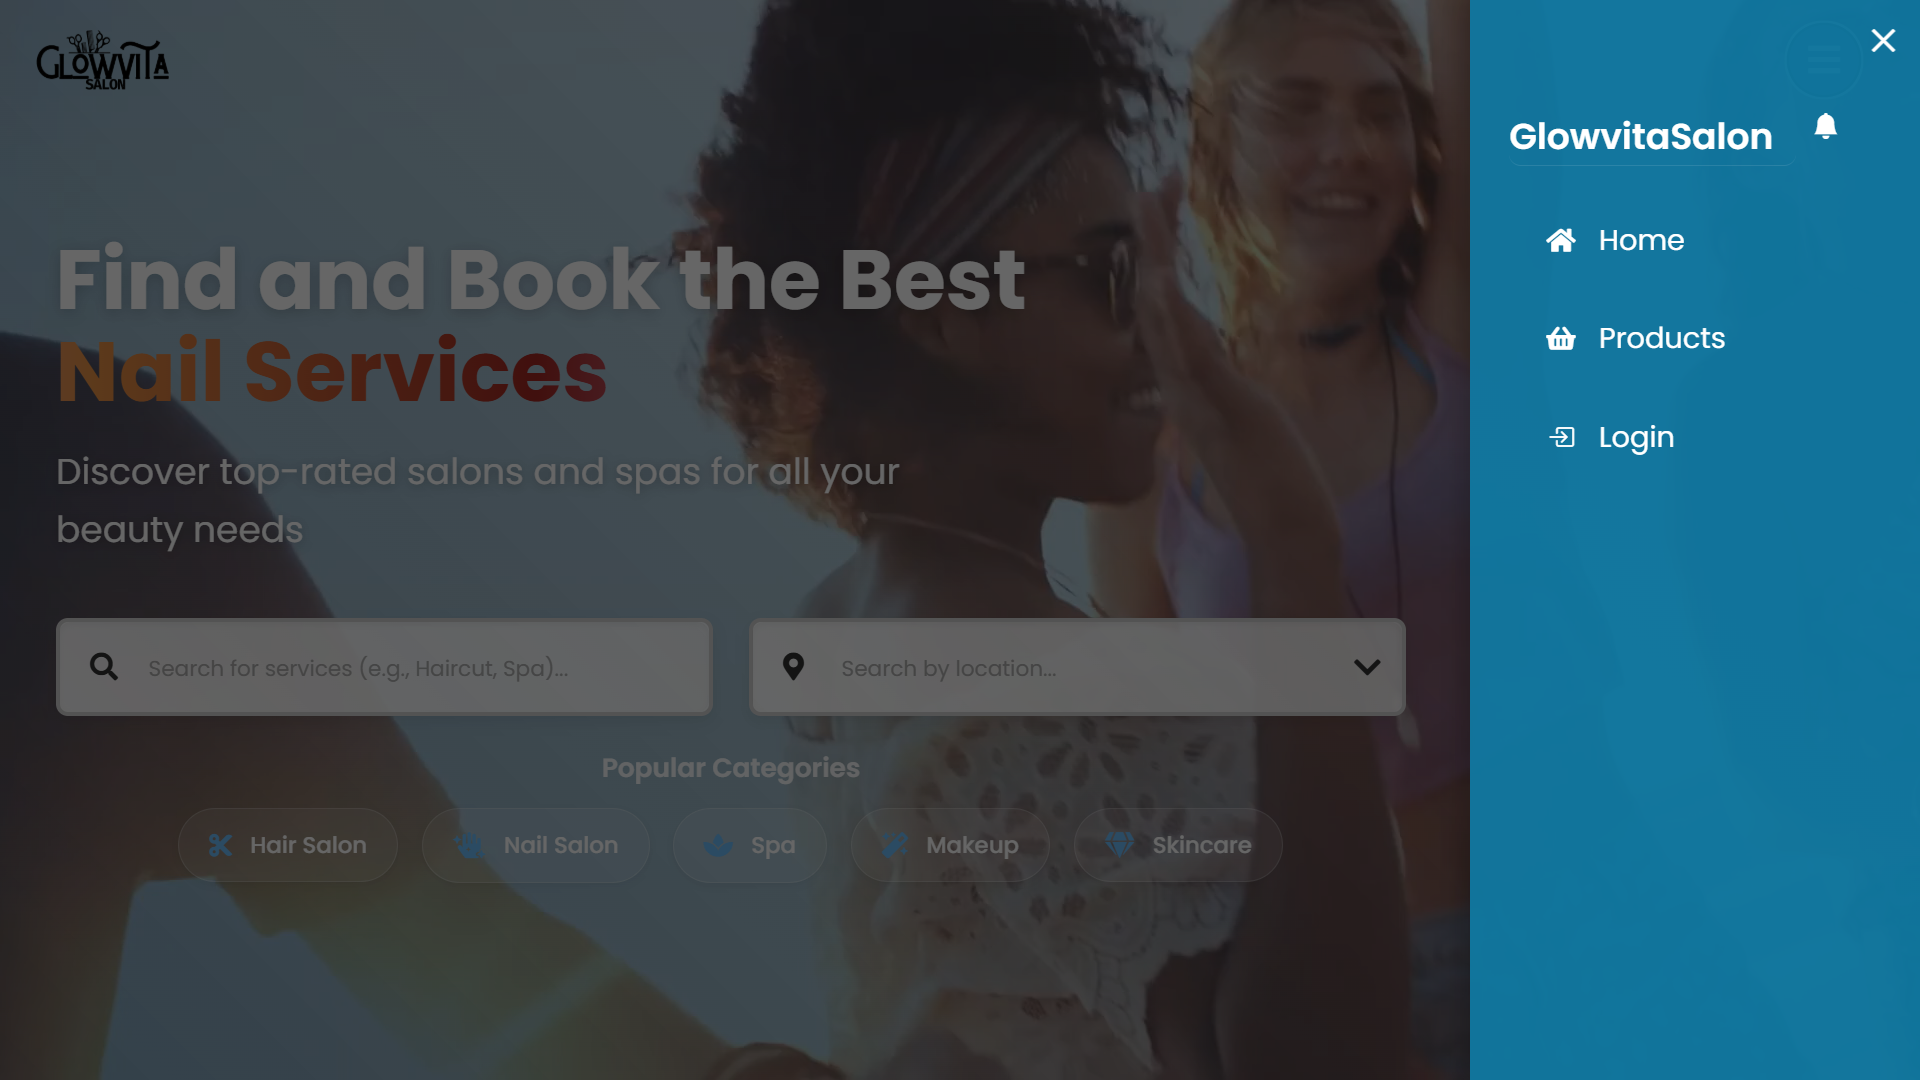 GLOWVITA
SALON
Find and Book the Best
Nail Services
Discover top-rated salons and spas for all your
beauty needs
Search for services (e.g., Haircut, Spa)...
Search by location...
Popular Categories
Hair Salon
Nail Salon
Spa
Makeup
Skincare
GlowvitaSalon
Home
Products
Login